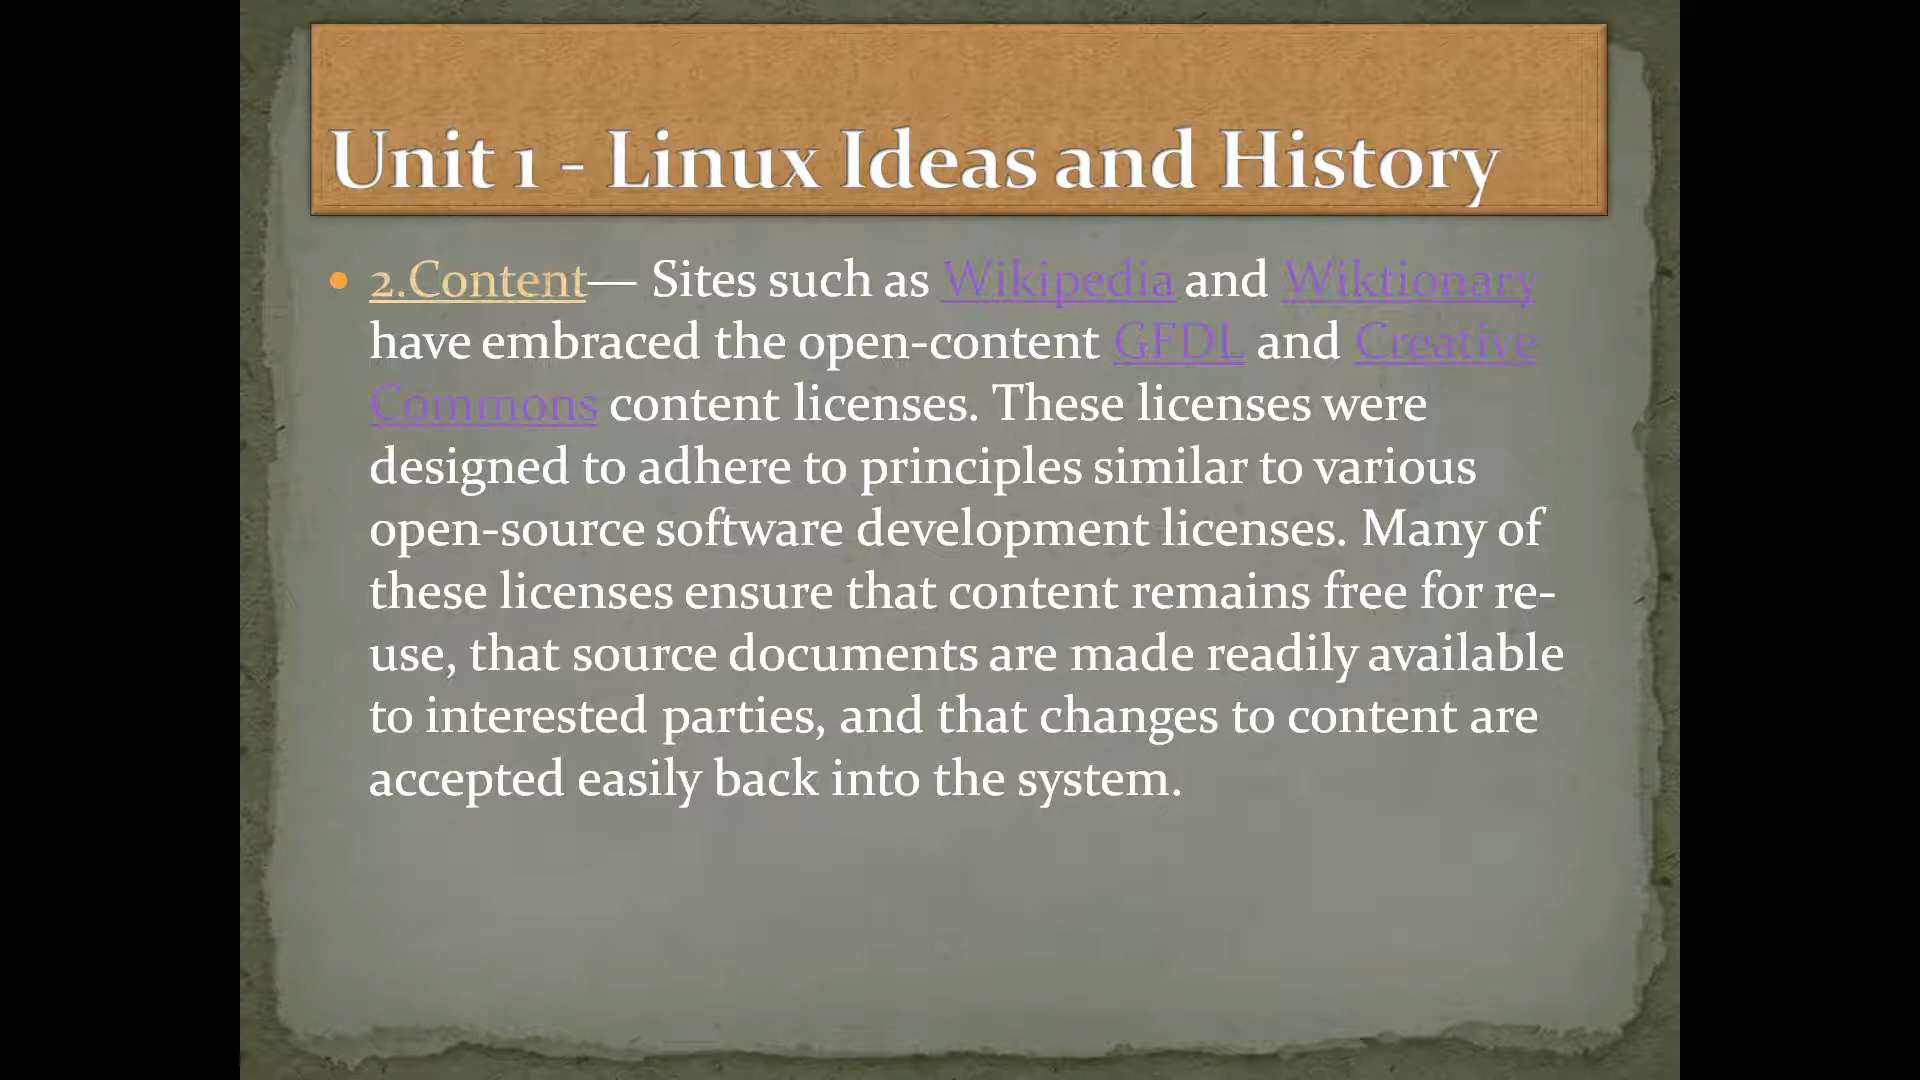 Unit 1 - Linux Ideas and History
2.Content— Sites such as Wikipedia and Wiktionary
have embraced the open-content GFDL and Creative
Commons content licenses. These licenses were
designed to adhere to principles similar to various
open-source software development licenses. Many of
these licenses ensure that content remains free for re-
use, that source documents are made readily available
to interested parties, and that changes to content are
accepted easily back into the system.